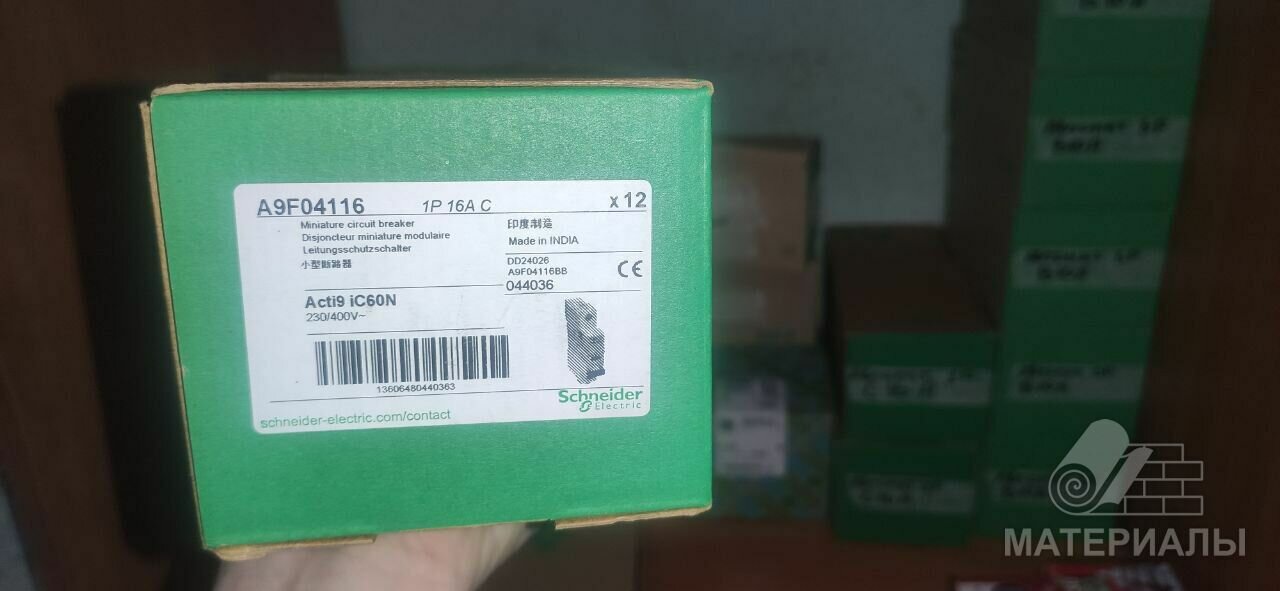 A9F04116 1P 16A C x 12
Miniature circuit breaker
Disjoncteur miniature modulaire
Leitungsschutzschalter
小型断路器
印度制造
Made in INDIA
DD24026
A9F04116BB
044036
CE
Acti9 iC60N
230/400V~
13606480440363
Schneider
Electric
schneider-electric.com/contact
МАТЕРИАЛЫ